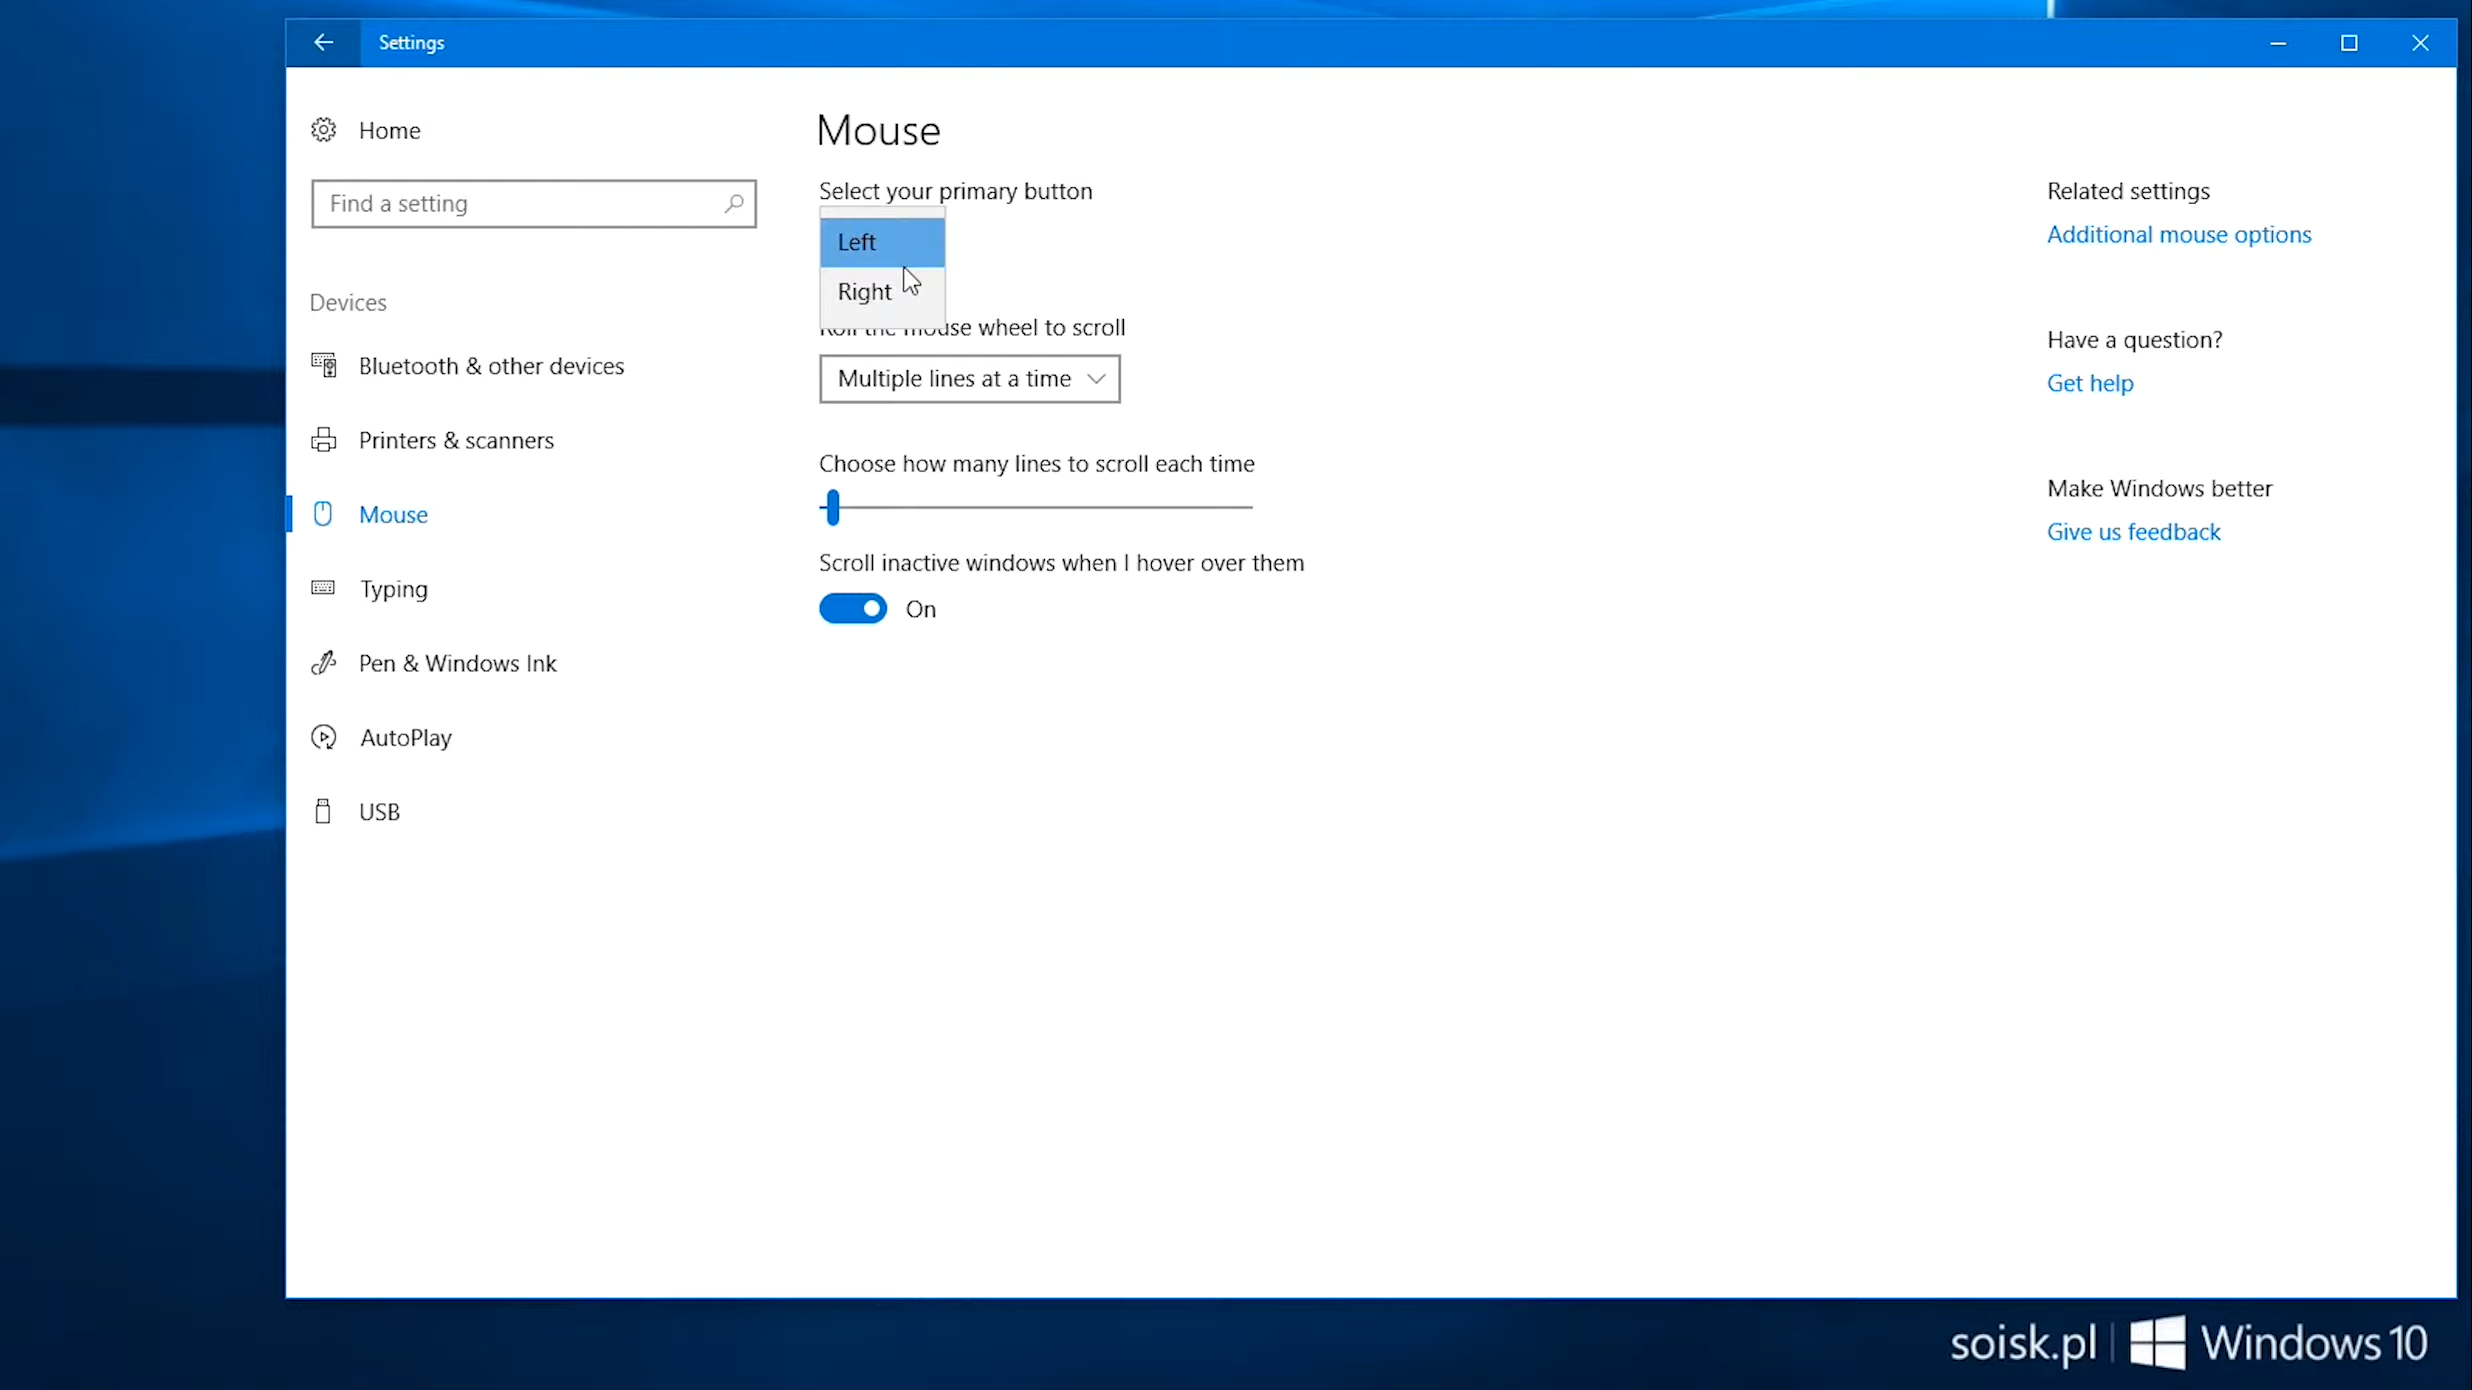 Settings
Home
Find a setting
Devices
Bluetooth & other devices
Printers & scanners
Mouse
Typing
Pen & Windows Ink
AutoPlay
USB
Mouse
Select your primary button
Left
Right
Roll the mouse wheel to scroll
Multiple lines at a time
Choose how many lines to scroll each time
Scroll inactive windows when I hover over them
On
Related settings
Additional mouse options
Have a question?
Get help
Make Windows better
Give us feedback
soisk.pl | Windows 10